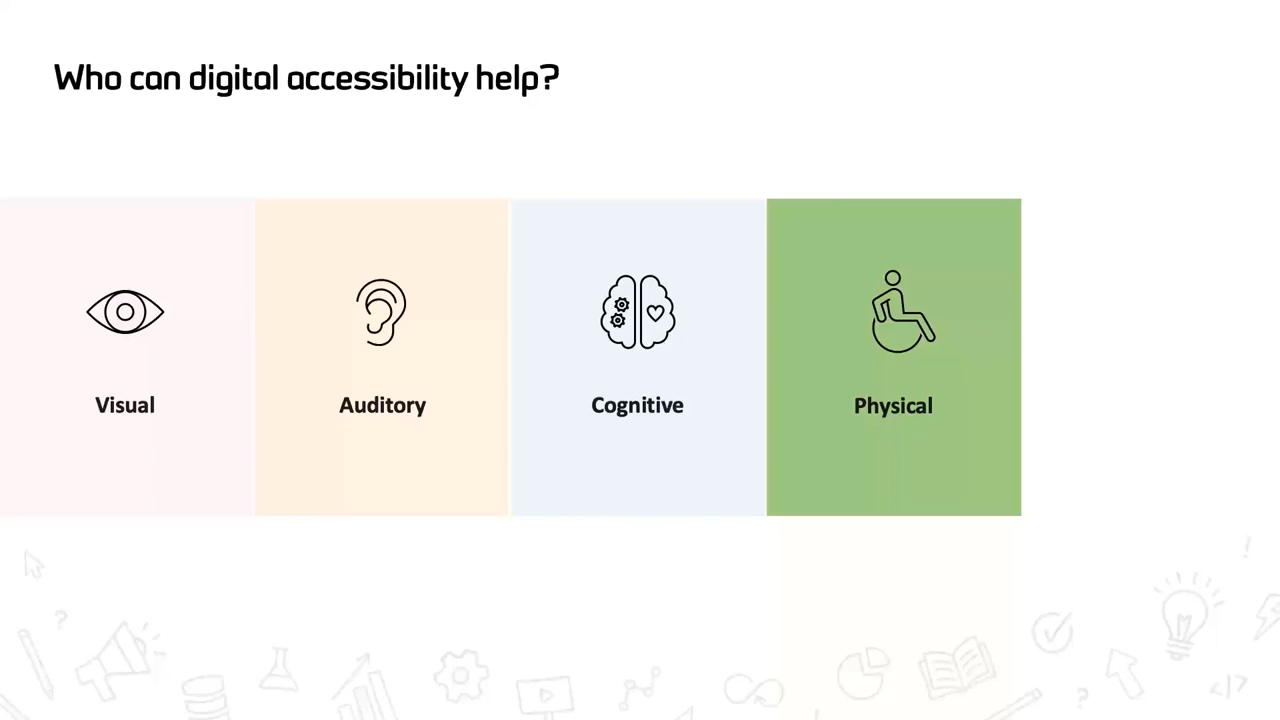 Who can digital accessibility help?
Visual
Auditory
Cognitive
Physical